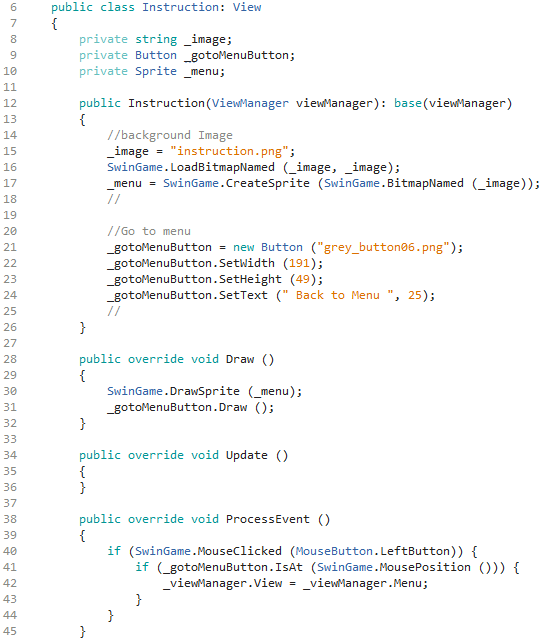 6 public class Instruction: View
7 {
8 private string _image;
9 private Button _gotoMenuButton;
10 private Sprite _menu;
11
12 public Instruction(ViewManager viewManager): base(viewManager)
13 {
14 //background Image
15 _image = "instruction.png";
16 SwinGame.LoadBitmapNamed (_image, _image);
17 _menu = SwinGame.CreateSprite (SwinGame.BitmapNamed (_image));
18 //
19
20 //Go to menu
21 _gotoMenuButton = new Button ("grey_button06.png");
22 _gotoMenuButton.SetWidth (191);
23 _gotoMenuButton.SetHeight (49);
24 _gotoMenuButton.SetText (" Back to Menu ", 25);
25 //
26 }
27
28 public override void Draw ()
29 {
30 SwinGame.DrawSprite (_menu);
31 _gotoMenuButton.Draw ();
32 }
33
34 public override void Update ()
35 {
36 }
37
38 public override void ProcessEvent ()
39 {
40 if (SwinGame.MouseClicked (MouseButton.LeftButton)) {
41 if (_gotoMenuButton.IsAt (SwinGame.MousePosition ())) {
42 _viewManager.View = _viewManager.Menu;
43 }
44 }
45 }